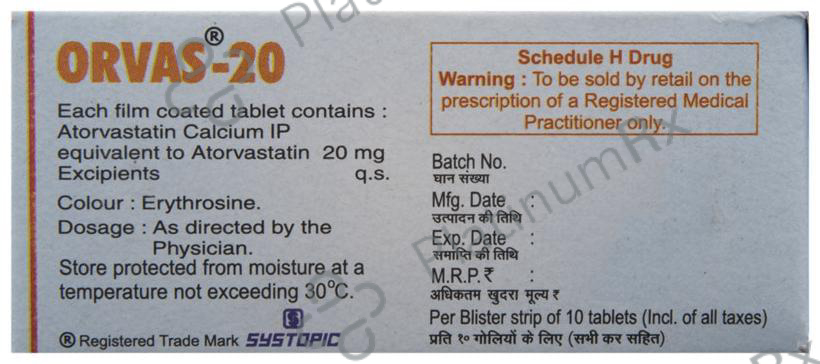 ORVAS®-20
Each film coated tablet contains :
Atorvastatin Calcium IP
equivalent to Atorvastatin 20 mg
Excipients q.s.
Colour : Erythrosine.
Dosage : As directed by the
Physician.
Store protected from moisture at a
temperature not exceeding 30°C.
® Registered Trade Mark SYSTOPIC
Schedule H Drug
Warning : To be sold by retail on the
prescription of a Registered Medical
Practitioner only.
Batch No.
घान संख्या
Mfg. Date :
उत्पादन की तिथि
Exp. Date :
समाप्ति की तिथि
M.R.P. ₹ :
अधिकतम खुदरा मूल्य ₹
Per Blister strip of 10 tablets (Incl. of all taxes)
प्रति १० गोलियों के लिए (सभी कर सहित)
PlatinumRx